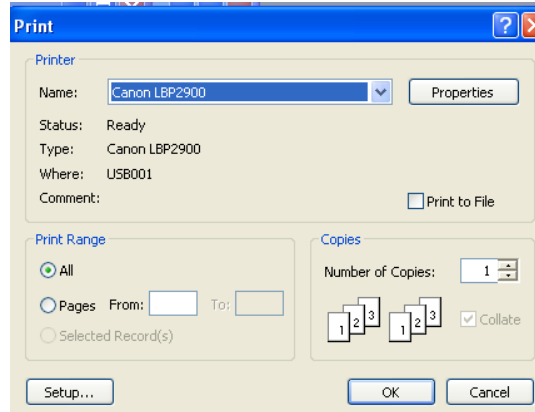 Print
Printer
Name: Canon LBP2900 Properties
Status: Ready
Type: Canon LBP2900
Where: USB001
Comment: Print to File
Print Range
All
Pages From: To:
Selected Record(s)
Copies
Number of Copies: 1
1 2 3 1 2 3
Collate
Setup... OK Cancel